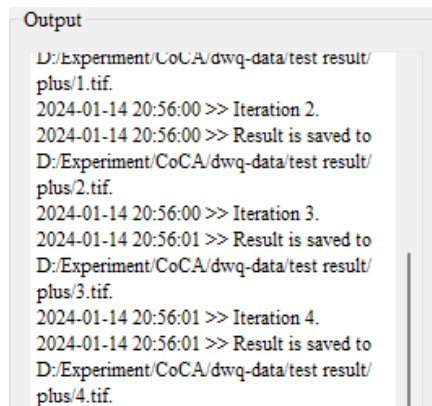 Output
D:/Experiment/CoCA/dwq-data/test result/
plus/1.tif.
2024-01-14 20:56:00 >> Iteration 2.
2024-01-14 20:56:00 >> Result is saved to
D:/Experiment/CoCA/dwq-data/test result/
plus/2.tif.
2024-01-14 20:56:00 >> Iteration 3.
2024-01-14 20:56:01 >> Result is saved to
D:/Experiment/CoCA/dwq-data/test result/
plus/3.tif.
2024-01-14 20:56:01 >> Iteration 4.
2024-01-14 20:56:01 >> Result is saved to
D:/Experiment/CoCA/dwq-data/test result/
plus/4.tif.